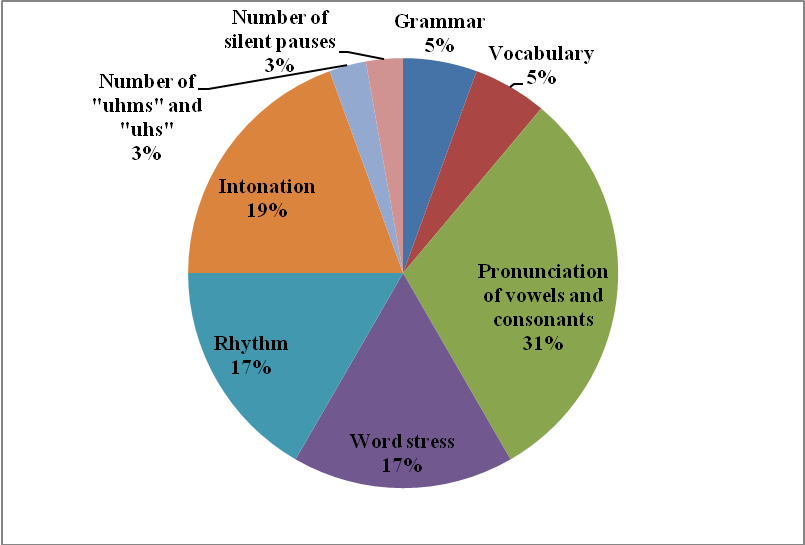 Number of
silent pauses
3%
Grammar
5%
Vocabulary
5%
Number of
"uhms" and
"uhs"
3%
Intonation
19%
Pronunciation
of vowels and
consonants
31%
Rhythm
17%
Word stress
17%